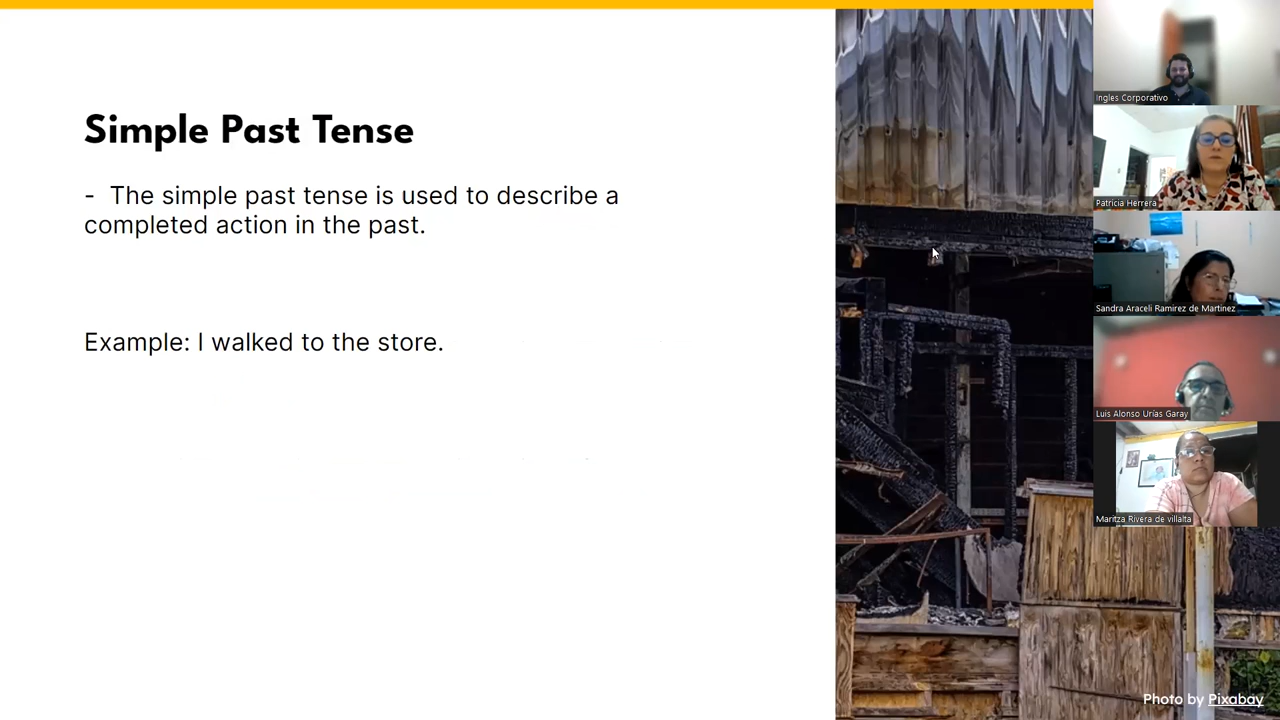 Simple Past Tense
- The simple past tense is used to describe a
completed action in the past.
Example: I walked to the store.
Ingles Corporativo
Patricia Herrera
Sandra Araceli Ramirez de Martinez
Luis Alonso Urías Garay
Maritza Rivera de villalta
Photo by Pixabay